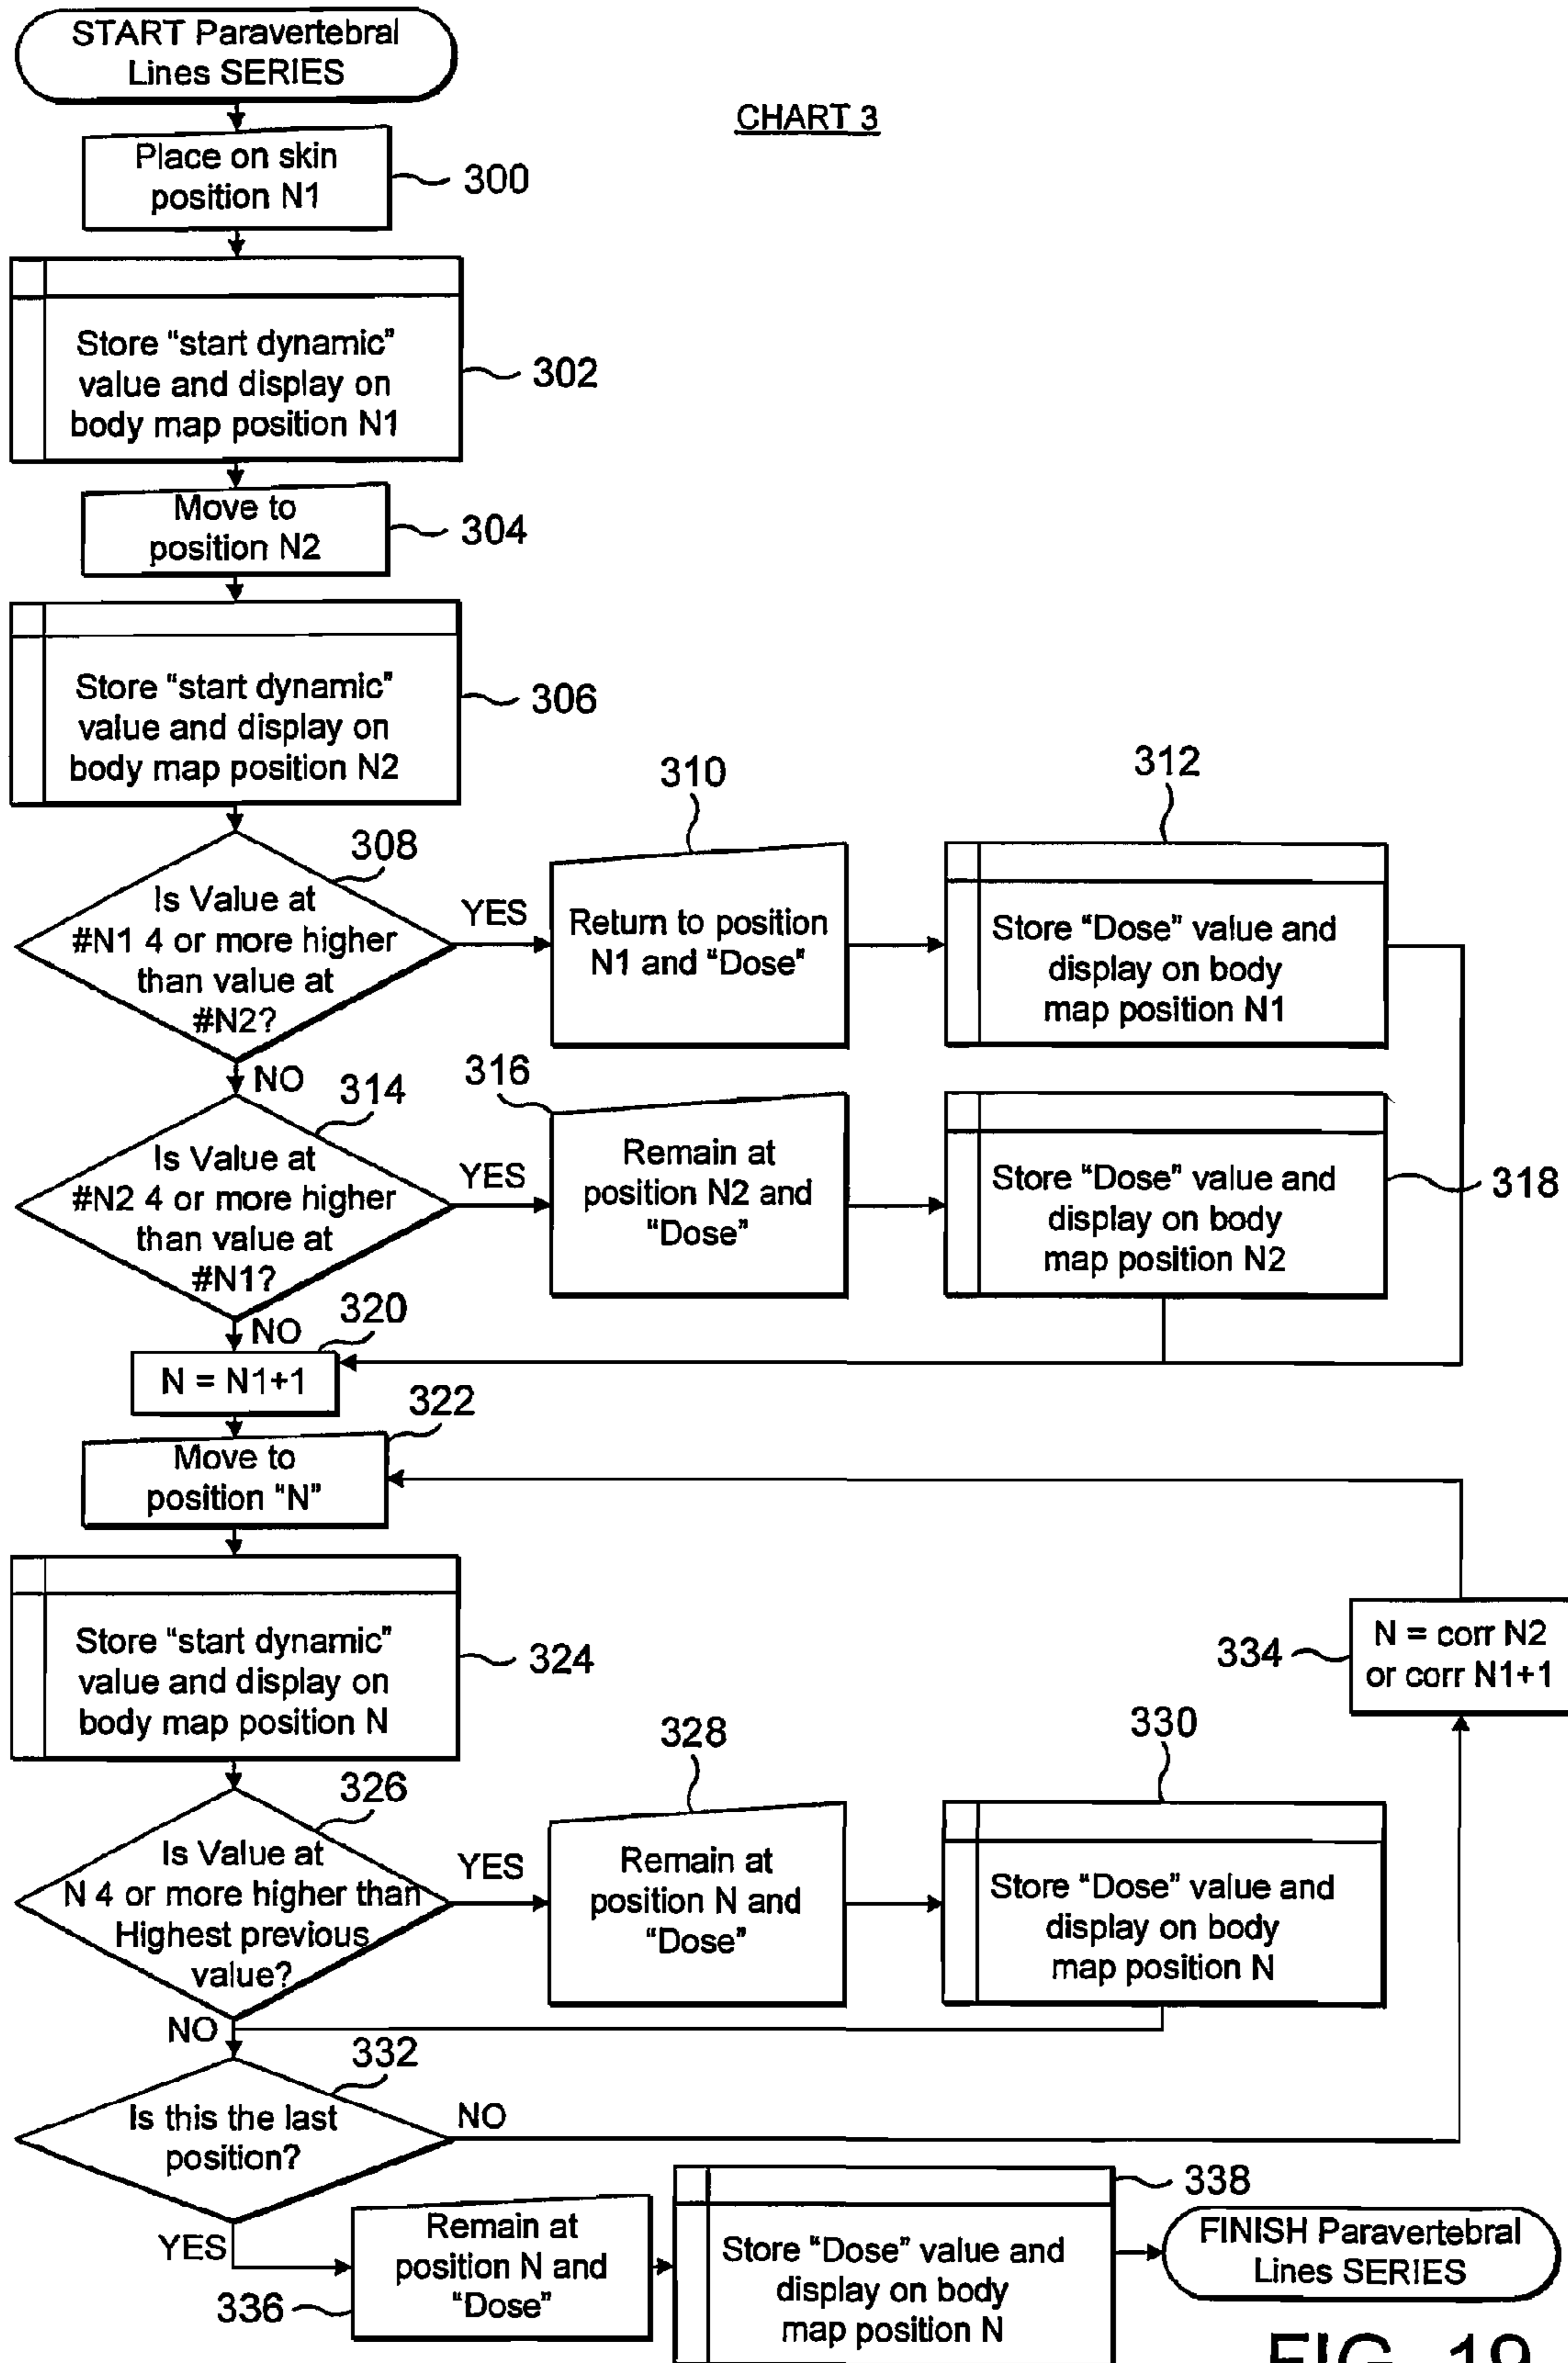 START Paravertebral
Lines SERIES
CHART 3
Place on skin
position N1
300
Store "start dynamic"
value and display on
body map position N1
302
Move to
position N2
304
Store "start dynamic"
value and display on
body map position N2
306
308
Is Value at
#N1 4 or more higher
than value at
#N2?
YES
310
Return to position
N1 and "Dose"
312
Store "Dose" value and
display on body
map position N1
NO
314
Is Value at
#N2 4 or more higher
than value at
#N1?
YES
316
Remain at
position N2 and
"Dose"
Store "Dose" value and
display on body
map position N2
318
NO
320
N = N1+1
322
Move to
position "N"
Store "start dynamic"
value and display on
body map position N
324
334
N = corr N2
or corr N1+1
326
Is Value at
N 4 or more higher than
Highest previous
value?
YES
328
Remain at
position N and
"Dose"
330
Store "Dose" value and
display on body
map position N
NO
332
Is this the last
position?
NO
YES
Remain at
position N and
"Dose"
336
338
Store "Dose" value and
display on body
map position N
FINISH Paravertebral
Lines SERIES
FIG. 19